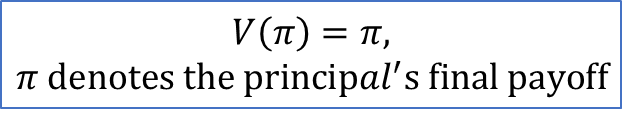 V(π) = π,
π denotes the principal′s final payoff